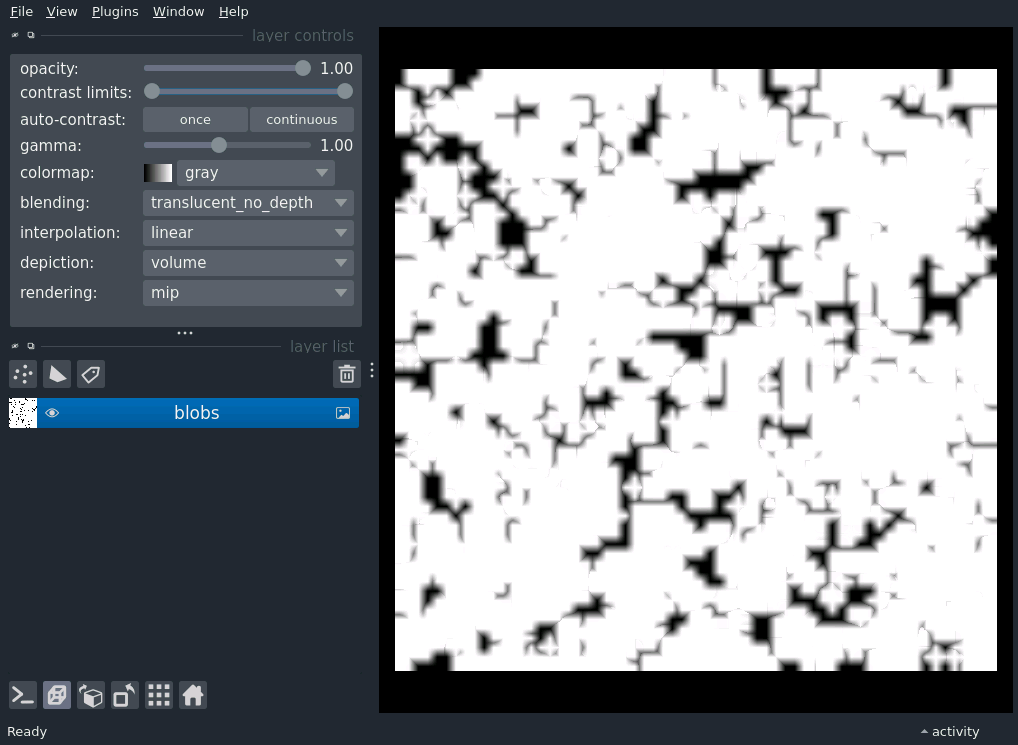 File View Plugins Window Help
layer controls
opacity: 1.00
contrast limits:
auto-contrast: once continuous
gamma: 1.00
colormap: gray
blending: translucent_no_depth
interpolation: linear
depiction: volume
rendering: mip
layer list
blobs
Ready activity